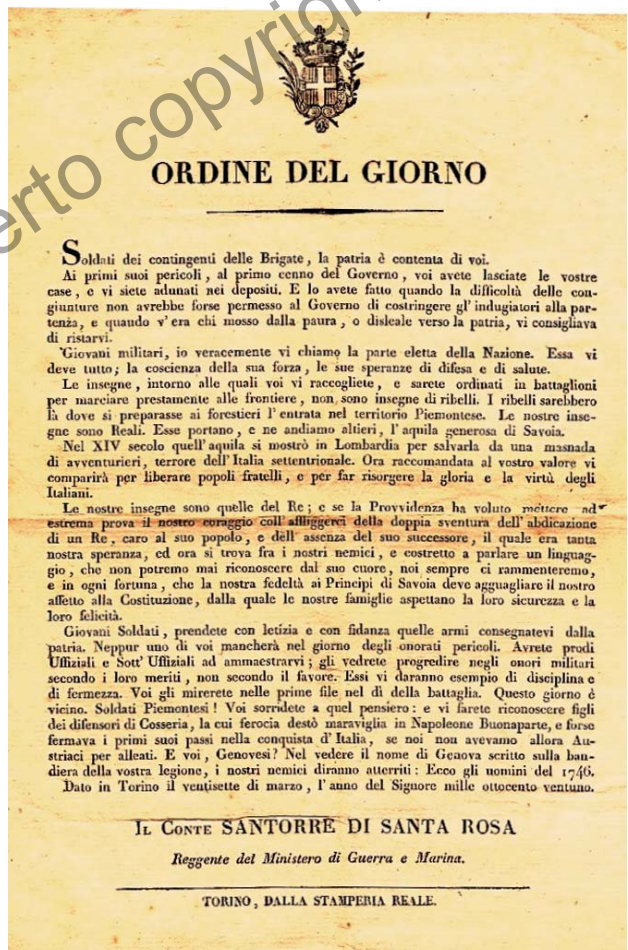 erto copyright
ORDINE DEL GIORNO
Soldati dei contingenti delle Brigate, la patria è contenta di voi.
Ai primi suoi pericoli, al primo cenno del Governo, voi avete lasciate le vostre
case, e vi siete adunati nei depositi. E lo avete fatto quando la difficoltà delle con-
giunture non avrebbe forse permesso al Governo di costringere gl' indugiatori alla par-
tenza, e quando v' era chi mosso dalla paura, o disleale verso la patria, vi consigliava
di ristarvi.
Giovani militari, io veracemente vi chiamo la parte eletta della Nazione. Essa vi
deve tutto; la coscienza della sua forza, le sue speranze di difesa e di salute.
Le insegne, intorno alle quali voi vi raccogliete, e sarete ordinati in battaglioni
per marciare prestamente alle frontiere, non sono insegne di ribelli. I ribelli sarebbero
là dove si preparasse ai forestieri l' entrata nel territorio Piemontese. Le nostre inse-
gne sono Reali. Esse portano, e ne andiamo altieri, l' aquila generosa di Savoia.
Nel XIV secolo quell' aquila si mostrò in Lombardia per salvarla da una masnada
di avventurieri, terrore dell' Italia settentrionale. Ora raccomandata al vostro valore vi
comparirà per liberare popoli fratelli, e per far risorgere la gloria e la virtù degli
Italiani.
Le nostre insegne sono quelle del Re; e se la Provvidenza ha voluto mettere ad
estrema prova il nostro coraggio coll' affliggerci della doppia sventura dell' abdicazione
di un Re, caro al suo popolo, e dell' assenza del suo successore, il quale era tanta
nostra speranza, ed ora si trova fra i nostri nemici, e costretto a parlare un linguag-
gio, che non potremo mai riconoscere dal suo cuore, noi sempre ci rammenteremo,
e in ogni fortuna, che la nostra fedeltà ai Principi di Savoia deve agguagliare il nostro
affetto alla Costituzione, dalla quale le nostre famiglie aspettano la loro sicurezza e la
loro felicità.
Giovani Soldati, prendete con letizia e con fidanza quelle armi consegnatevi dalla
patria. Neppur uno di voi mancherà nel giorno degli onorati pericoli. Avrete prodi
Uffiziali e Sott' Uffiziali ad ammaestrarvi; gli vedrete progredire negli onori militari
secondo i loro meriti, non secondo il favore. Essi vi daranno esempio di disciplina e
di fermezza. Voi gli mirerete nelle prime file nel dì della battaglia. Questo giorno è
vicino. Soldati Piemontesi! Voi sorridete a quel pensiero: e vi farete riconoscere figli
dei difensori di Cosseria, la cui ferocia destò maraviglia in Napoleone Buonaparte, e forse
fermava i primi suoi passi nella conquista d' Italia, se noi non avevamo allora Au-
striaci per alleati. E voi, Genovesi? Nel vedere il nome di Genova scritto sulla ban-
diera della vostra legione, i nostri nemici diranno atterriti: Ecco gli uomini del 1746.
Dato in Torino il ventisette di marzo, l' anno del Signore mille ottocento ventuno.
IL CONTE SANTORRE DI SANTA ROSA
Reggente del Ministero di Guerra e Marina.
TORINO, DALLA STAMPERIA REALE.